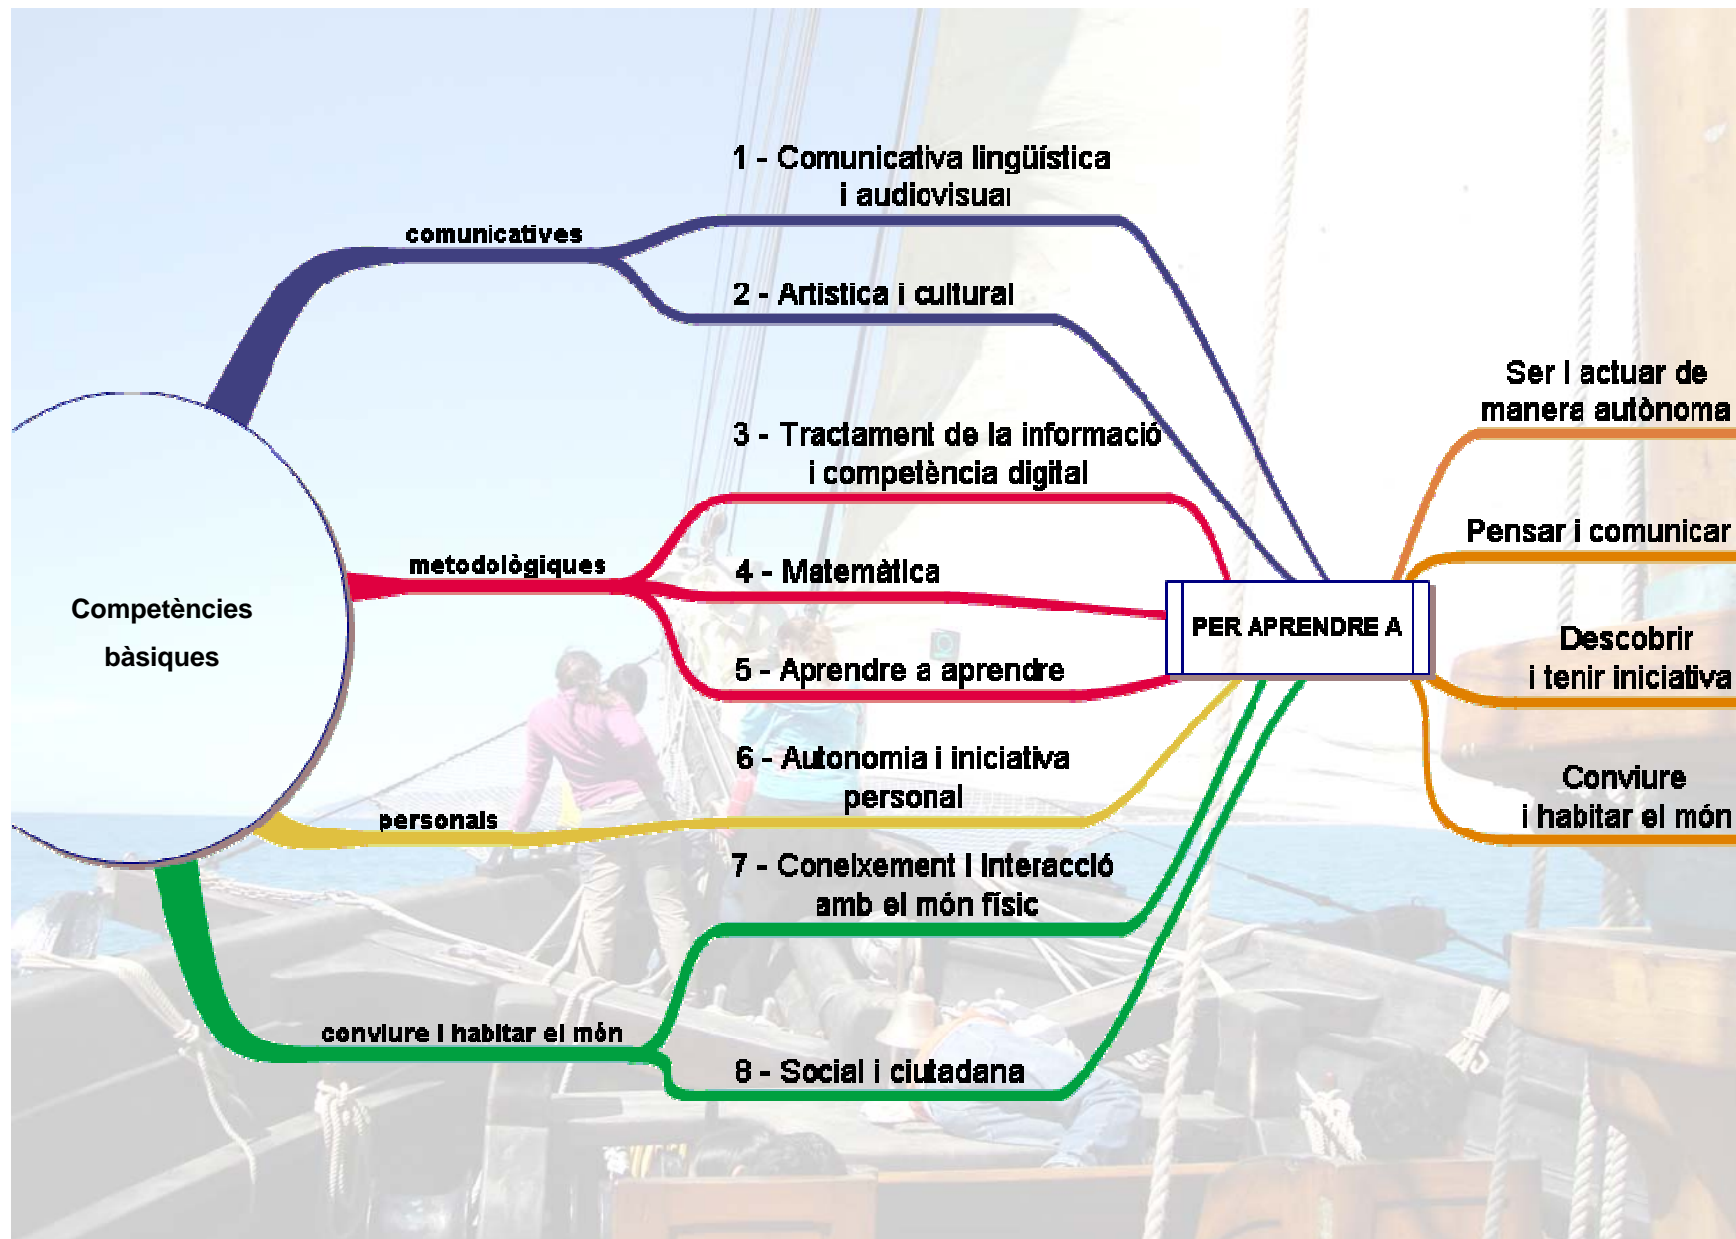 1 - Comunicativa lingüística
i audiovisual
comunicatives
2 - Artistica i cultural
3 - Tractament de la informació
i competència digital
metodològiques
4 - Matemàtica
5 - Aprendre a aprendre
Competències
bàsiques
6 - Autonomia i iniciativa
personal
personals
7 - Coneixement i interacció
amb el món físic
conviure i habitar el món
8 - Social i ciutadana
PER APRENDRE A
Ser i actuar de
manera autònoma
Pensar i comunicar
Descobrir
i tenir iniciativa
Conviure
i habitar el món